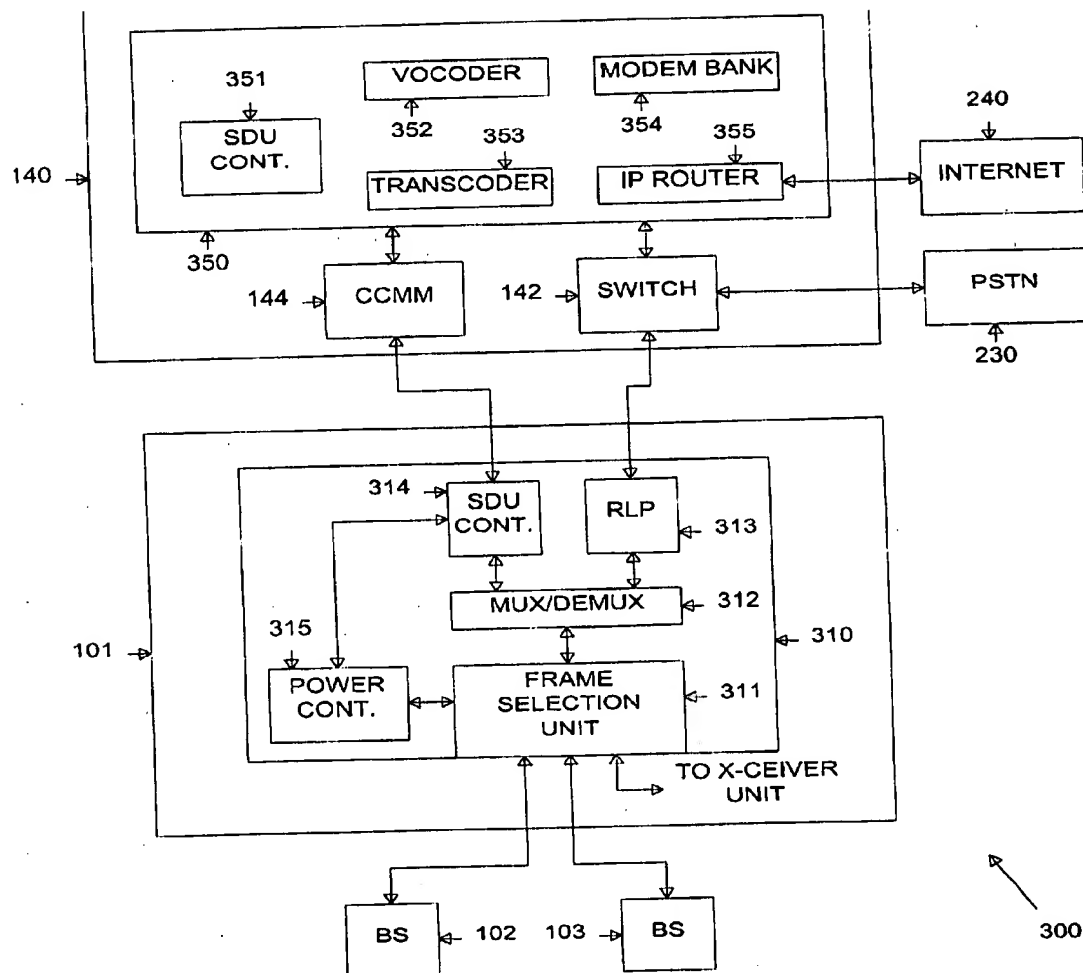 351
VOCODER
MODEM BANK
352
353
354
355
240
SDU
CONT.
140
TRANSCODER
IP ROUTER
INTERNET
350
144
CCMM
142
SWITCH
PSTN
230
314
SDU
CONT.
RLP
313
MUX/DEMUX
312
315
310
101
POWER
CONT.
FRAME
SELECTION
UNIT
311
TO X-CEIVER
UNIT
BS
102
103
BS
300